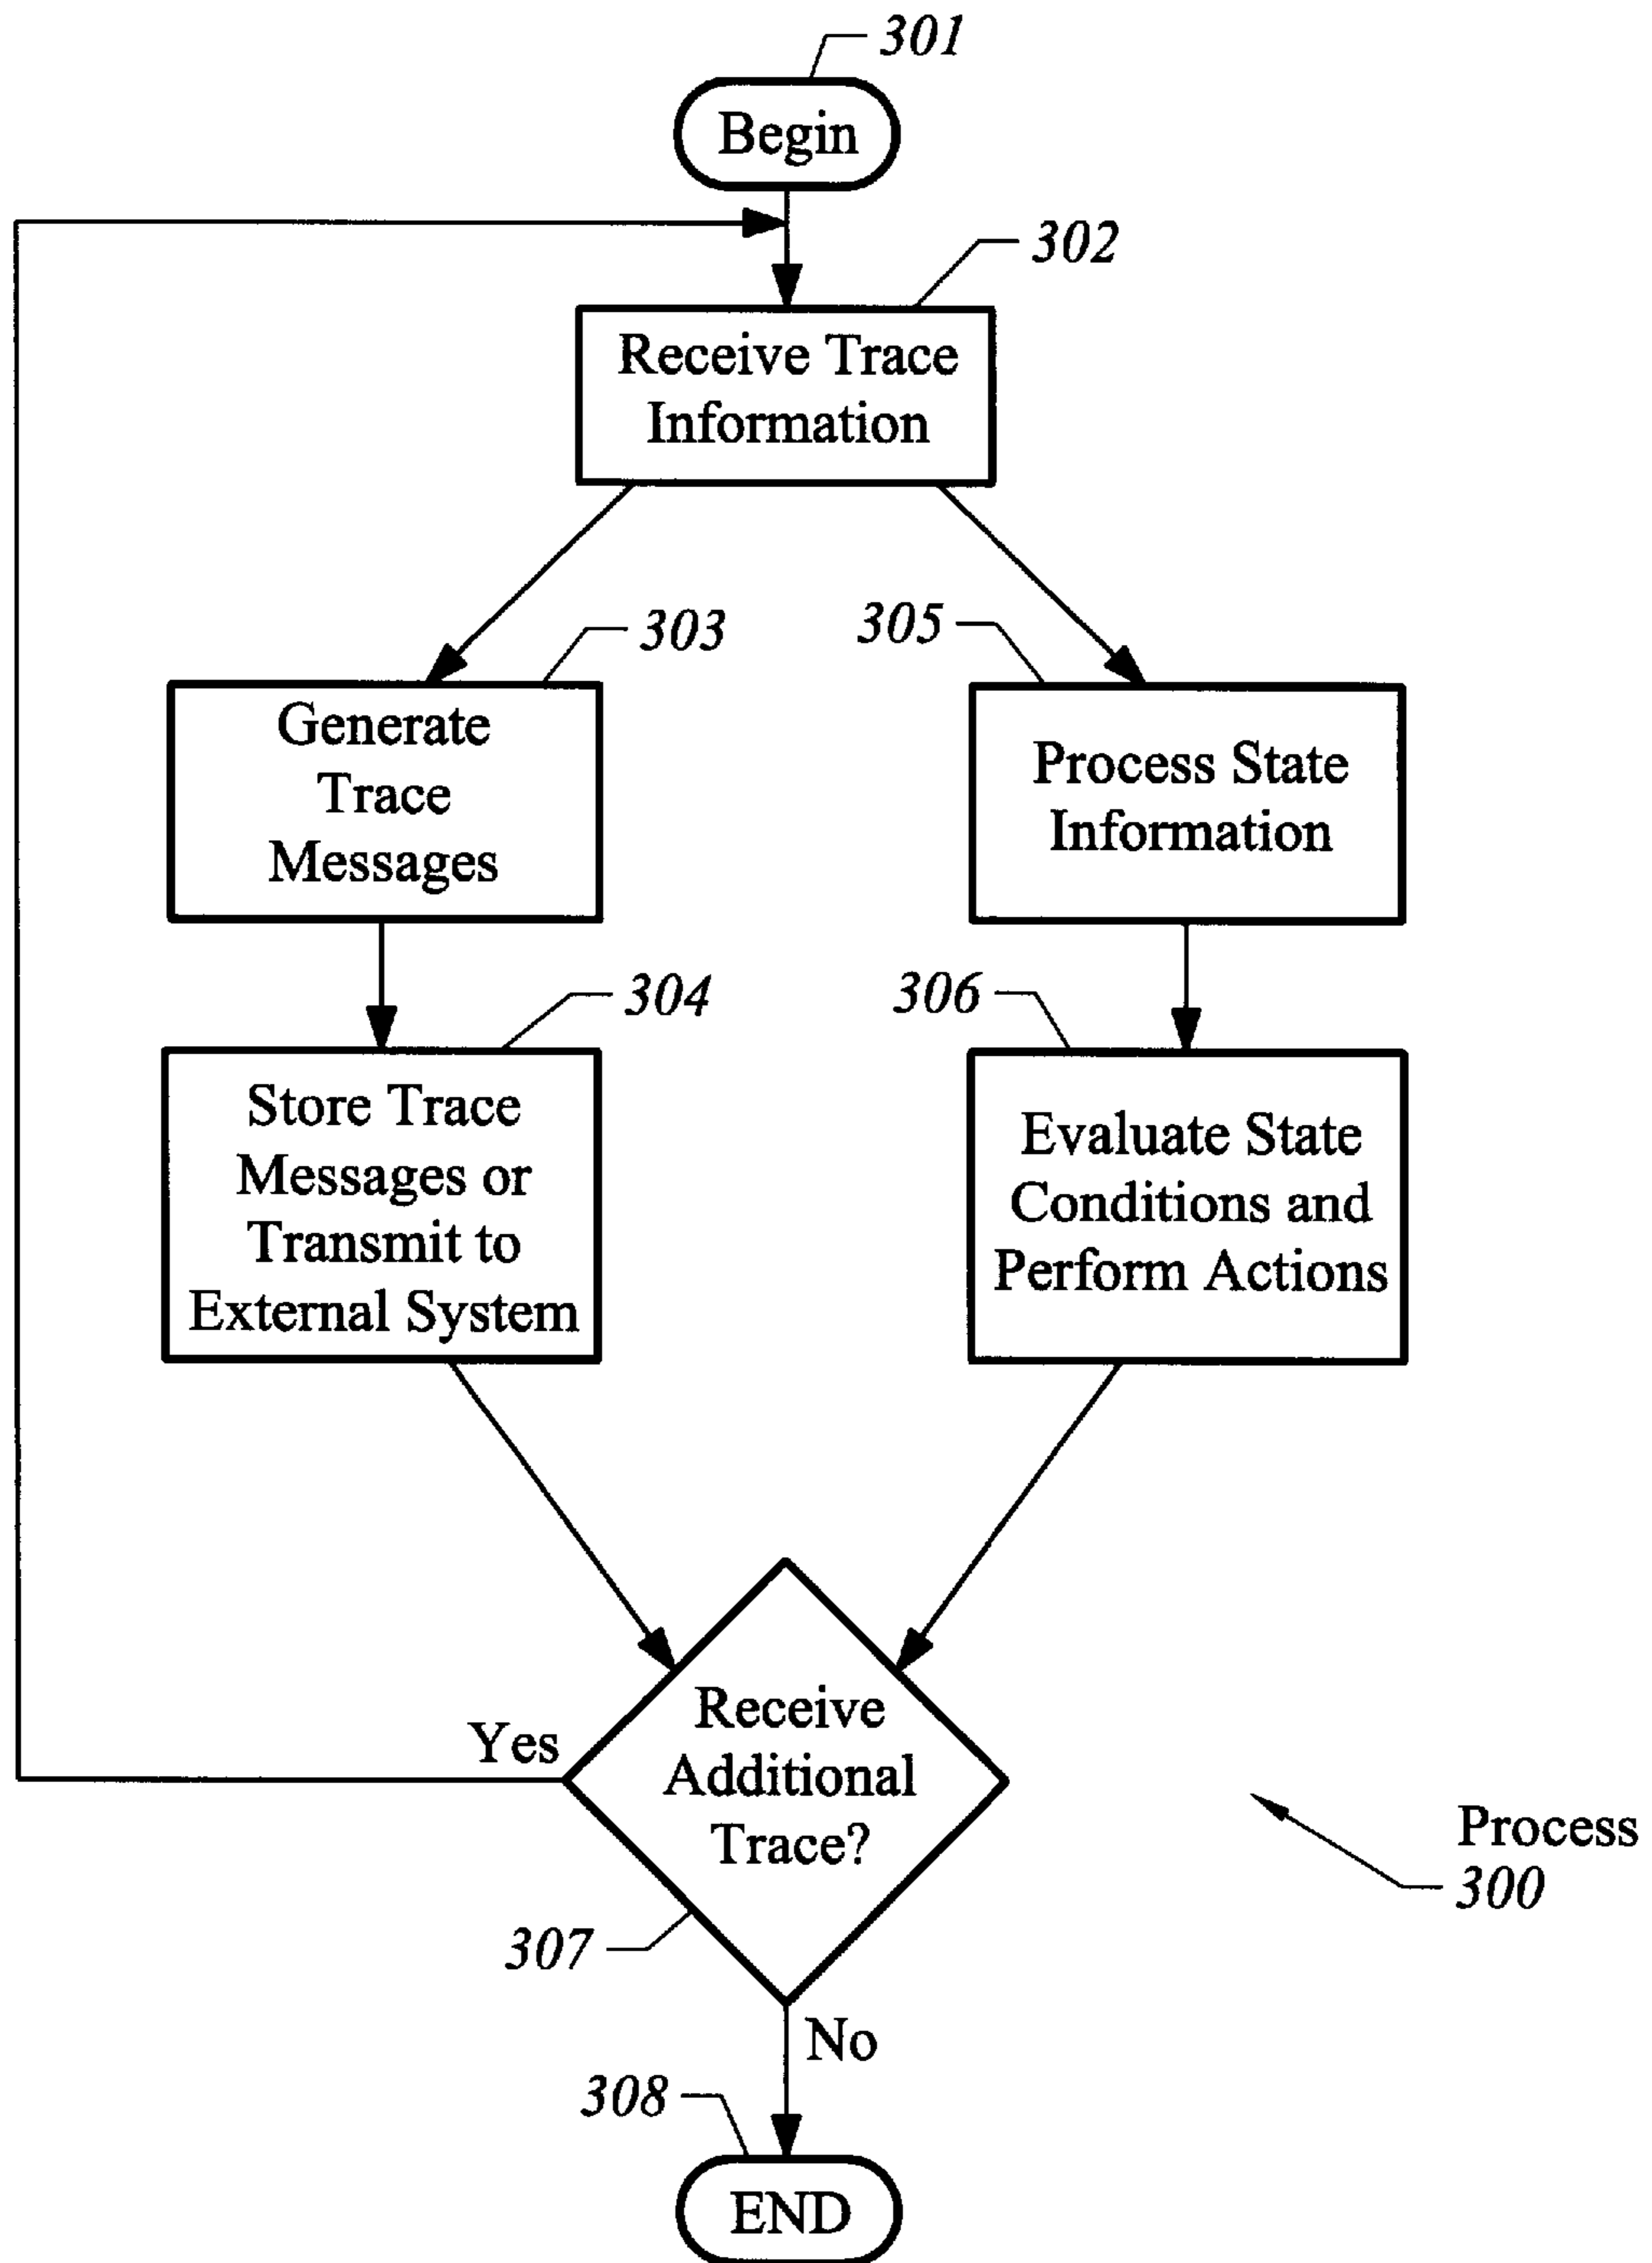 301
Begin
302
Receive Trace
Information
303
Generate
Trace
Messages
305
Process State
Information
304
Store Trace
Messages or
Transmit to
External System
306
Evaluate State
Conditions and
Perform Actions
Receive
Additional
Trace?
Yes
307
No
Process
300
308
END